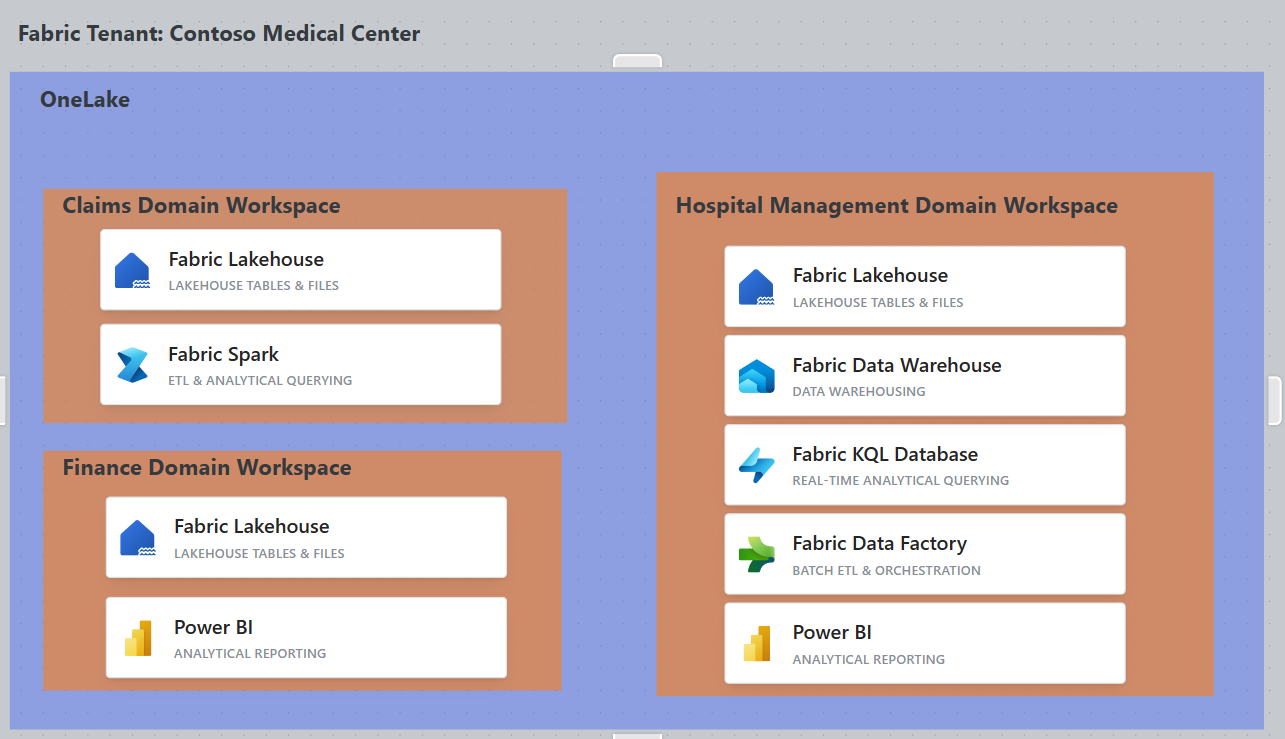 Fabric Tenant: Contoso Medical Center
OneLake
Claims Domain Workspace
Fabric Lakehouse
LAKEHOUSE TABLES & FILES
Fabric Spark
ETL & ANALYTICAL QUERYING
Finance Domain Workspace
Fabric Lakehouse
LAKEHOUSE TABLES & FILES
Power BI
ANALYTICAL REPORTING
Hospital Management Domain Workspace
Fabric Lakehouse
LAKEHOUSE TABLES & FILES
Fabric Data Warehouse
DATA WAREHOUSING
Fabric KQL Database
REAL-TIME ANALYTICAL QUERYING
Fabric Data Factory
BATCH ETL & ORCHESTRATION
Power BI
ANALYTICAL REPORTING